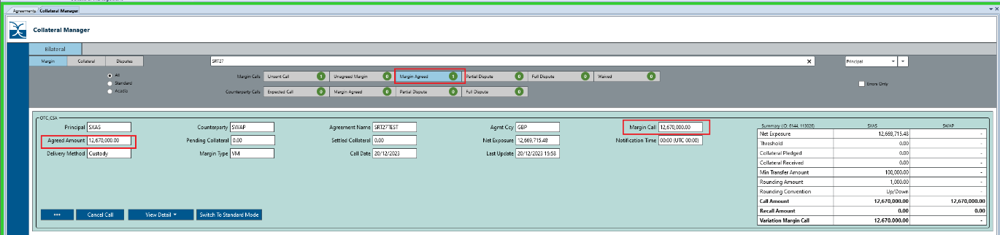 Agreements Collateral Manager
Collateral Manager
Bilateral
Margin Collateral Disputes SRT27 Principal
All Margin Calls Unsent Call 1 Unagreed Margin 0 Margin Agreed 1 Partial Dispute 0 Full Dispute 0 Waived 0
Standard Errors Only
Acadia Counterparty Calls Expected Call 0 Margin Agreed 0 Partial Dispute 0 Full Dispute 0
OTC_CSA
Principal SXAS Counterparty SWAP Agreement Name SRT27TEST Agmt Ccy GBP Margin Call 12,670,000.00
Agreed Amount 12,670,000.00 Pending Collateral 0.00 Settled Collateral 0.00 Net Exposure 12,669,715.48 Notification Time 00:00 (UTC 00:00)
Delivery Method Custody Margin Type VM Call Date 20/12/2023 Last Update 20/12/2023 15:58
Summary (ID: 6144, 113026) SXAS SWAP
Net Exposure 12,669,715.48 -
Threshold 0.00 -
Collateral Pledged 0.00 -
Collateral Received 0.00 -
Min Transfer Amount 100,000.00 -
Rounding Amount 1,000.00 -
Rounding Convention Up/Down -
Call Amount 12,670,000.00 12,670,000.00
Recall Amount 0.00 0.00
Variation Margin Call 12,670,000.00 -
••• Cancel Call View Detail Switch To Standard Mode